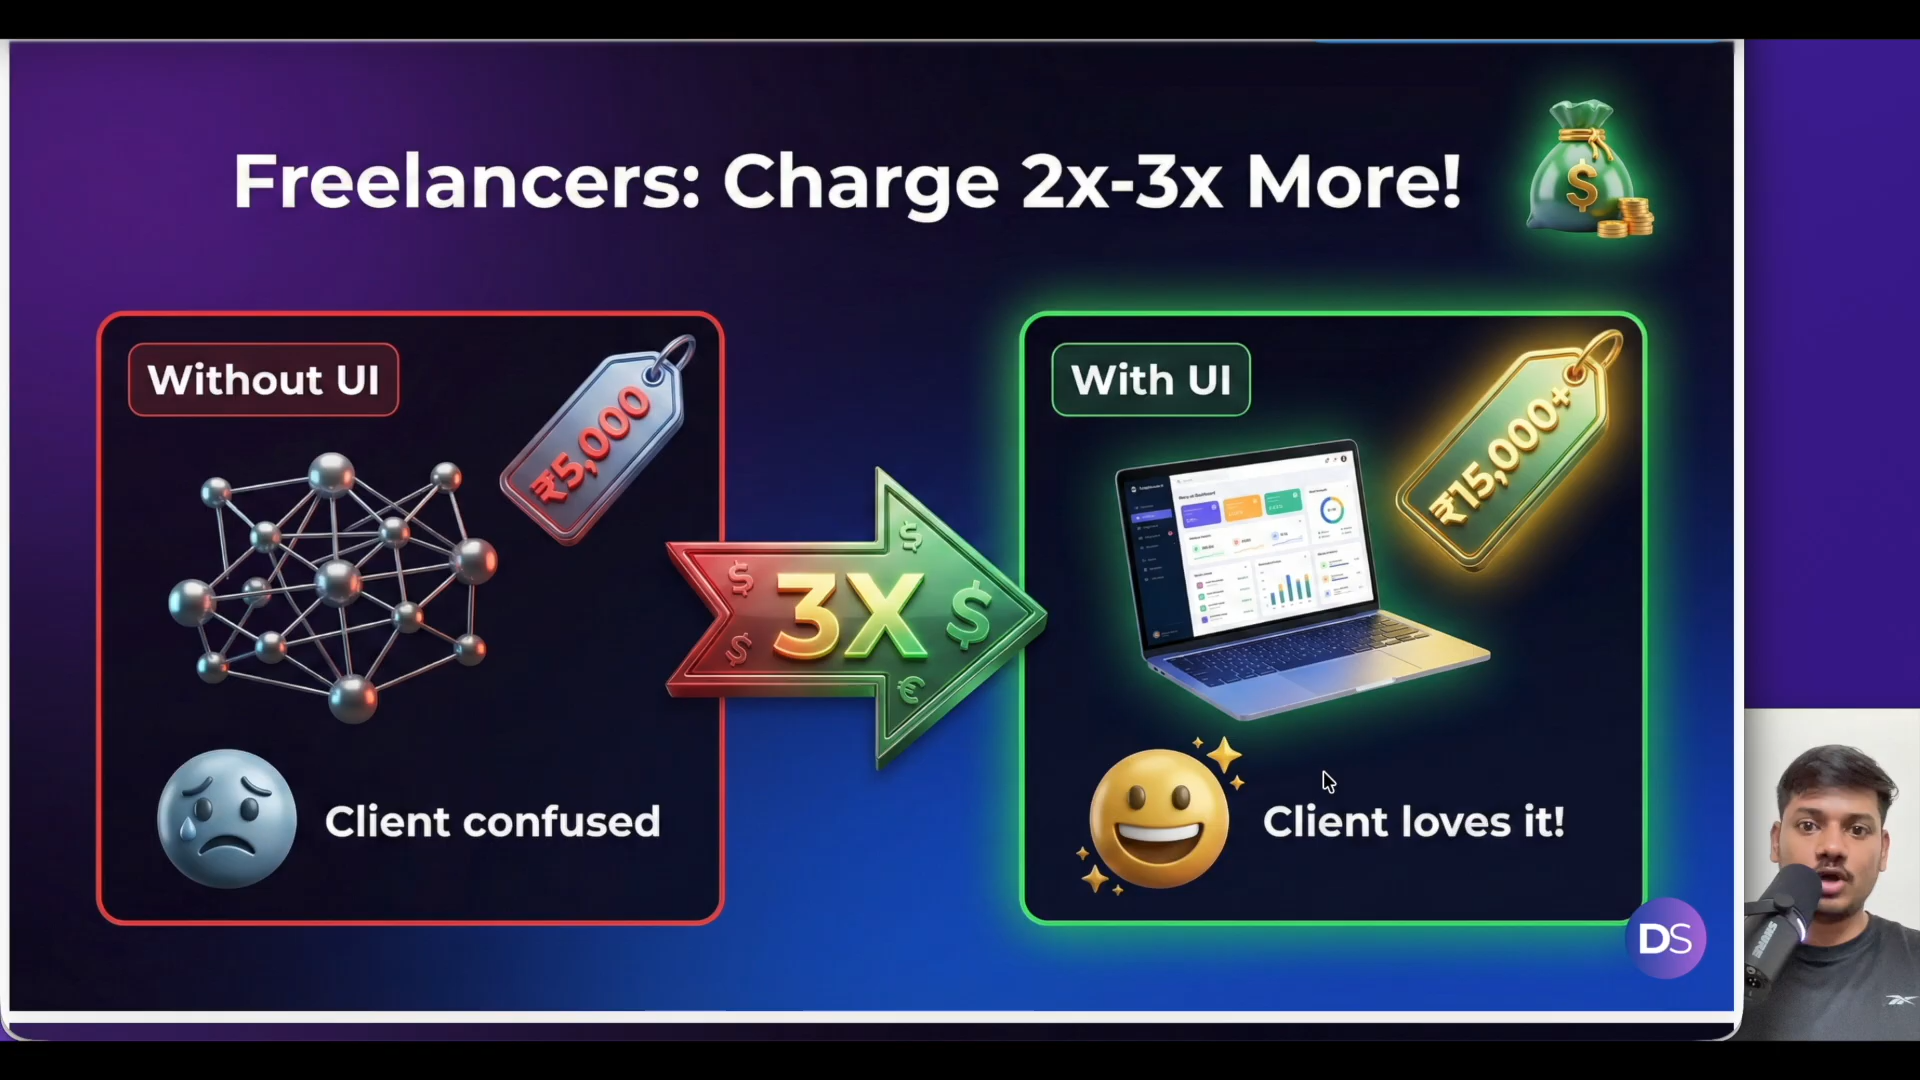 Freelancers: Charge 2x-3x More!
$
Without UI
₹5,000
With UI
₹15,000+
$
$
3X
$
$
€
Client confused
Client loves it!
DS
SHURE